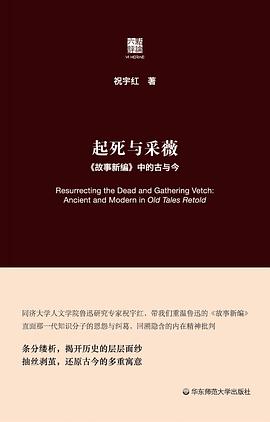 VI HORAE
祝宇红 著
起死与采薇
《故事新编》中的古与今
Resurrecting the Dead and Gathering Vetch:
Ancient and Modern in Old Tales Retold
同济大学人文学院鲁迅研究专家祝宇红，带我们重温鲁迅的《故事新编》
直面那一代知识分子的思怨与纠葛，回溯隐含的内在精神批判
条分缕析，揭开历史的层层面纱
抽丝剥茧，还原古今的多重寓意
华东师范大学出版社